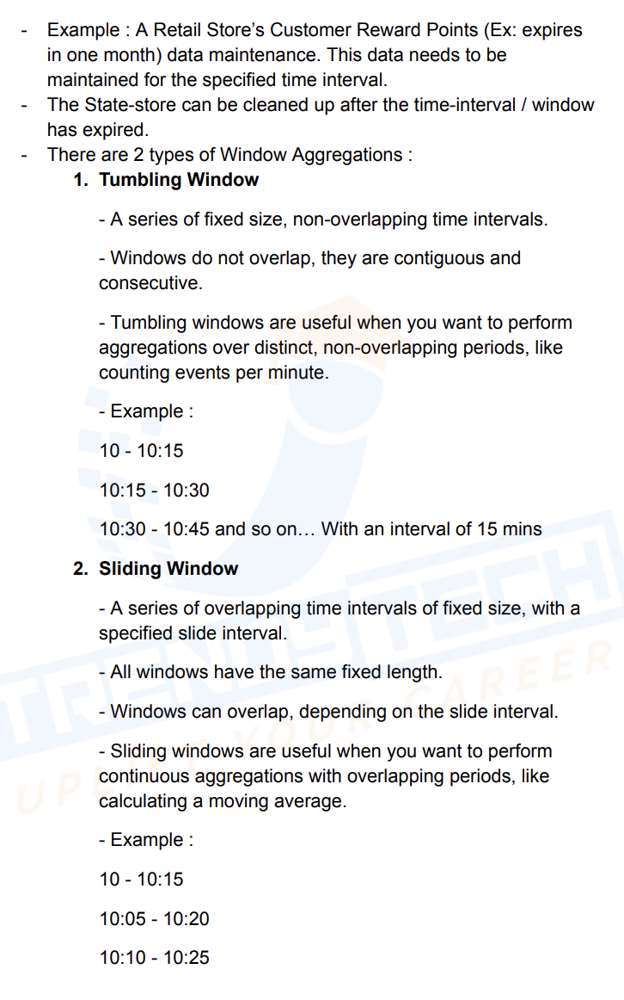 - Example : A Retail Store’s Customer Reward Points (Ex: expires
in one month) data maintenance. This data needs to be
maintained for the specified time interval.
- The State-store can be cleaned up after the time-interval / window
has expired.
- There are 2 types of Window Aggregations :
1. Tumbling Window
- A series of fixed size, non-overlapping time intervals.
- Windows do not overlap, they are contiguous and
consecutive.
- Tumbling windows are useful when you want to perform
aggregations over distinct, non-overlapping periods, like
counting events per minute.
- Example :
10 - 10:15
10:15 - 10:30
10:30 - 10:45 and so on… With an interval of 15 mins
2. Sliding Window
- A series of overlapping time intervals of fixed size, with a
specified slide interval.
- All windows have the same fixed length.
- Windows can overlap, depending on the slide interval.
- Sliding windows are useful when you want to perform
continuous aggregations with overlapping periods, like
calculating a moving average.
- Example :
10 - 10:15
10:05 - 10:20
10:10 - 10:25
TRENDYTECH
UPLIFT YOUR CAREER